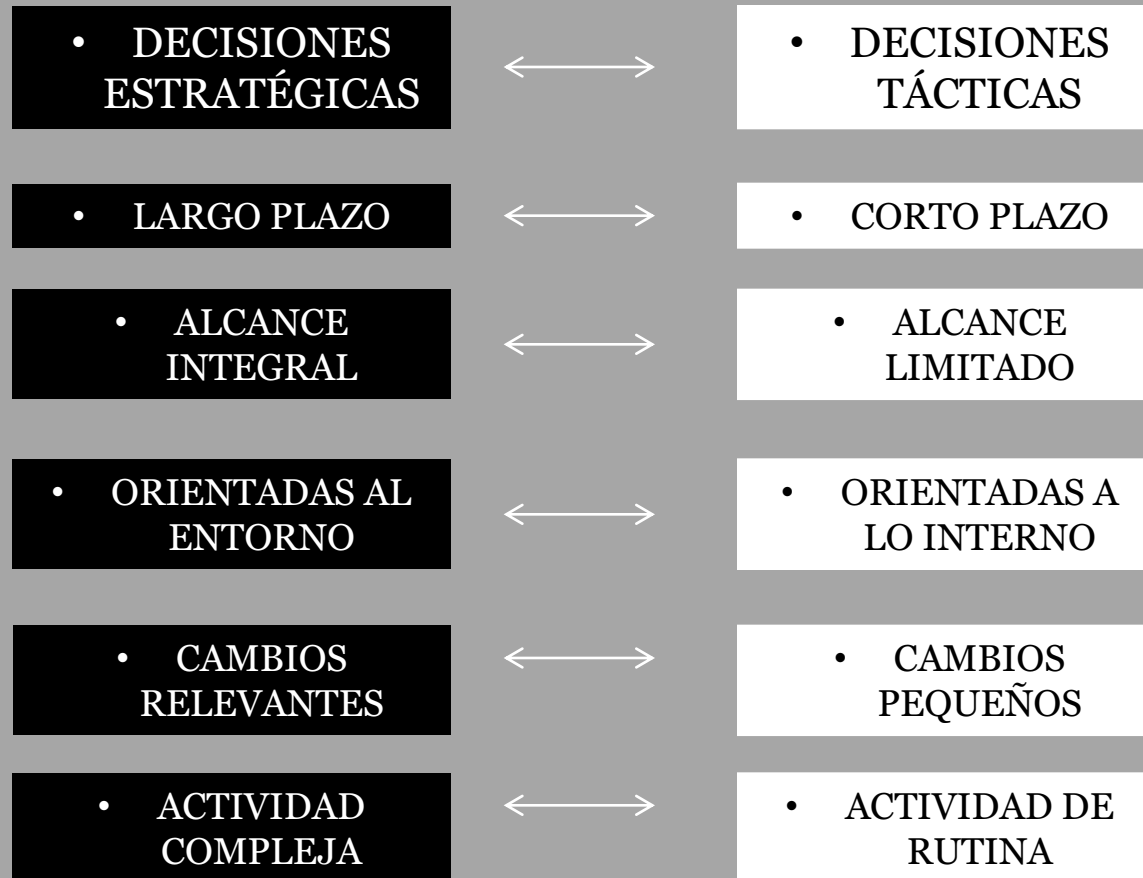 • DECISIONES
ESTRATÉGICAS
• DECISIONES
TÁCTICAS
• LARGO PLAZO
• CORTO PLAZO
• ALCANCE
INTEGRAL
• ALCANCE
LIMITADO
• ORIENTADAS AL
ENTORNO
• ORIENTADAS A
LO INTERNO
• CAMBIOS
RELEVANTES
• CAMBIOS
PEQUEÑOS
• ACTIVIDAD
COMPLEJA
• ACTIVIDAD DE
RUTINA